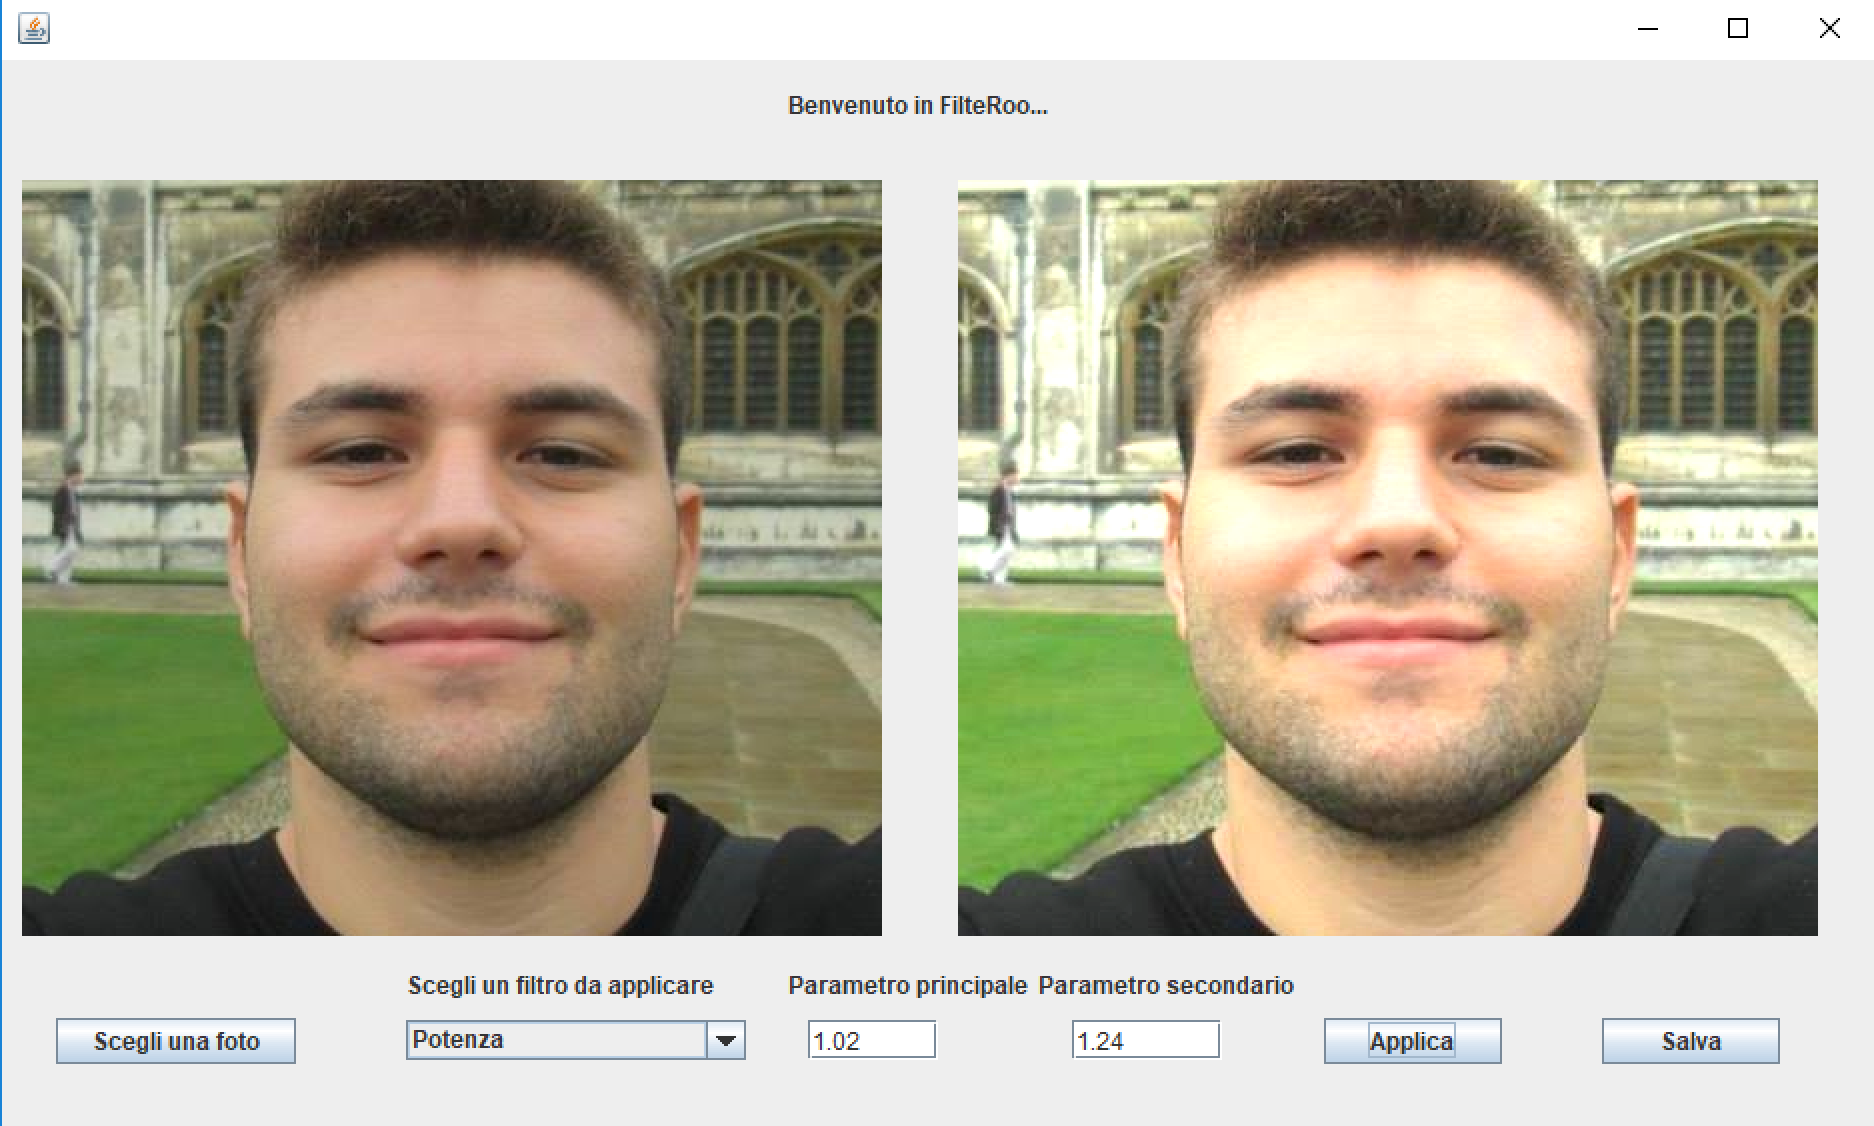 Benvenuto in FilteRoo...
Scegli un filtro da applicare
Parametro principale
Parametro secondario
Scegli una foto
Potenza
1.02
1.24
Applica
Salva